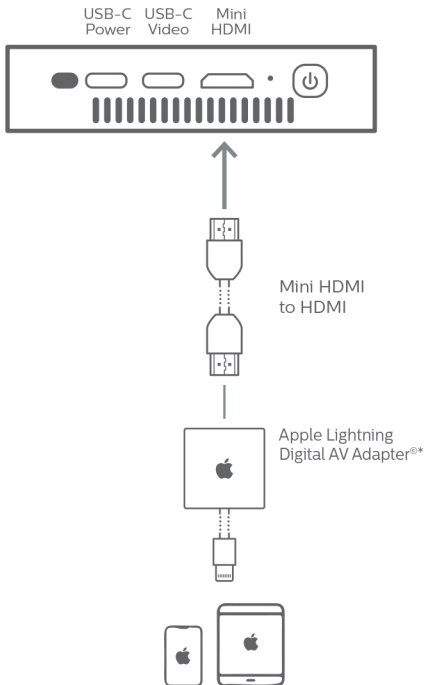 USB-C Power
USB-C Video
Mini HDMI
Mini HDMI
to HDMI
Apple Lightning
Digital AV Adapter©*